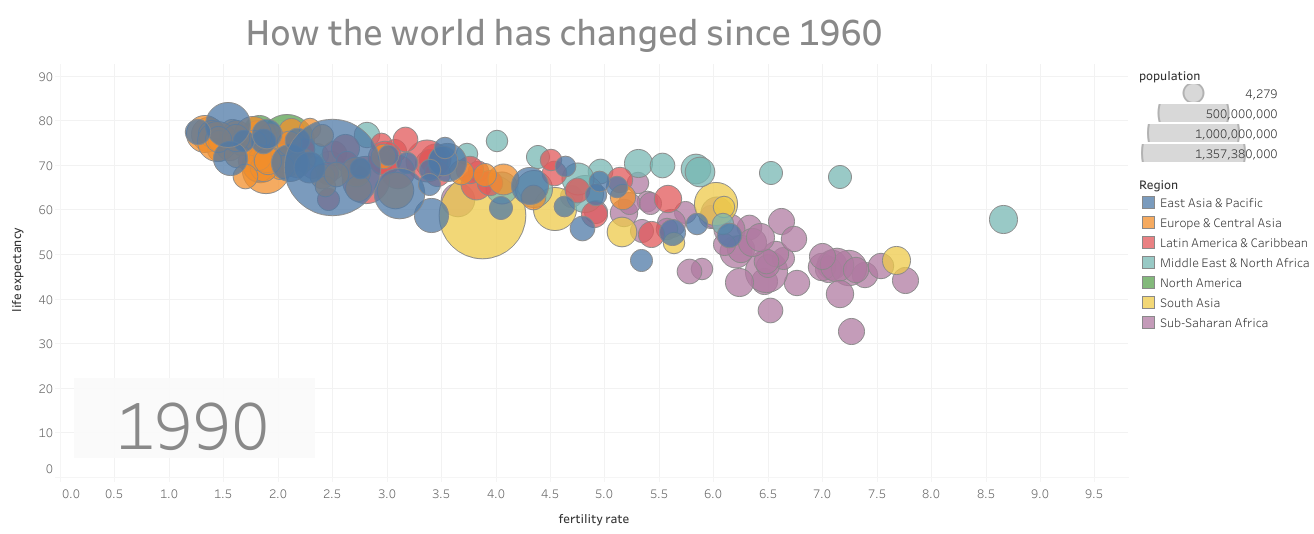 How the world has changed since 1960
90
80
70
60
50
40
30
20
10
0
life expectancy
1990
0.0 0.5 1.0 1.5 2.0 2.5 3.0 3.5 4.0 4.5 5.0 5.5 6.0 6.5 7.0 7.5 8.0 8.5 9.0 9.5
fertility rate
population
4,279
500,000,000
1,000,000,000
1,357,380,000
Region
East Asia & Pacific
Europe & Central Asia
Latin America & Caribbean
Middle East & North Africa
North America
South Asia
Sub-Saharan Africa